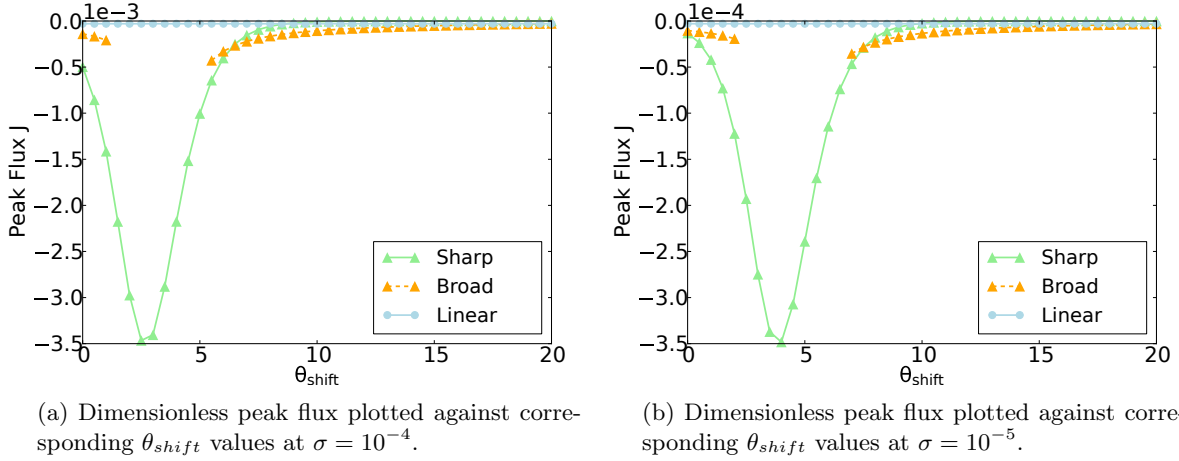 1e−3
0.0
−0.5
−1.0
−1.5
−2.0
−2.5
−3.0
−3.5
Peak Flux J
0 5 10 15 20
θshift
Sharp
Broad
Linear
(a) Dimensionless peak flux plotted against corre-
sponding θshift values at σ = 10−4.
1e−4
0.0
−0.5
−1.0
−1.5
−2.0
−2.5
−3.0
−3.5
Peak Flux J
0 5 10 15 20
θshift
Sharp
Broad
Linear
(b) Dimensionless peak flux plotted against corre-
sponding θshift values at σ = 10−5.